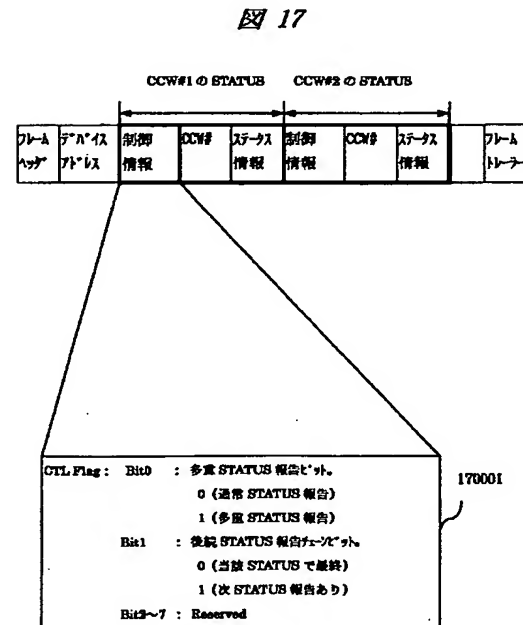 図 17
CCW#1 の STATUS CCW#2 の STATUS
フレーム ヘッダ
デバイス アドレス
制御 情報
CCW#
ステータス 情報
制御 情報
CCW#
ステータス 情報
フレーム トレーラー
CTL Flag : Bit0 : 多重 STATUS 報告ビット。
0 (通常 STATUS 報告)
1 (多重 STATUS 報告)
170001
Bit1 : 後続 STATUS 報告チェーンビット。
0 (当該 STATUS で最終)
1 (次 STATUS 報告あり)
Bit2～7 : Reserved